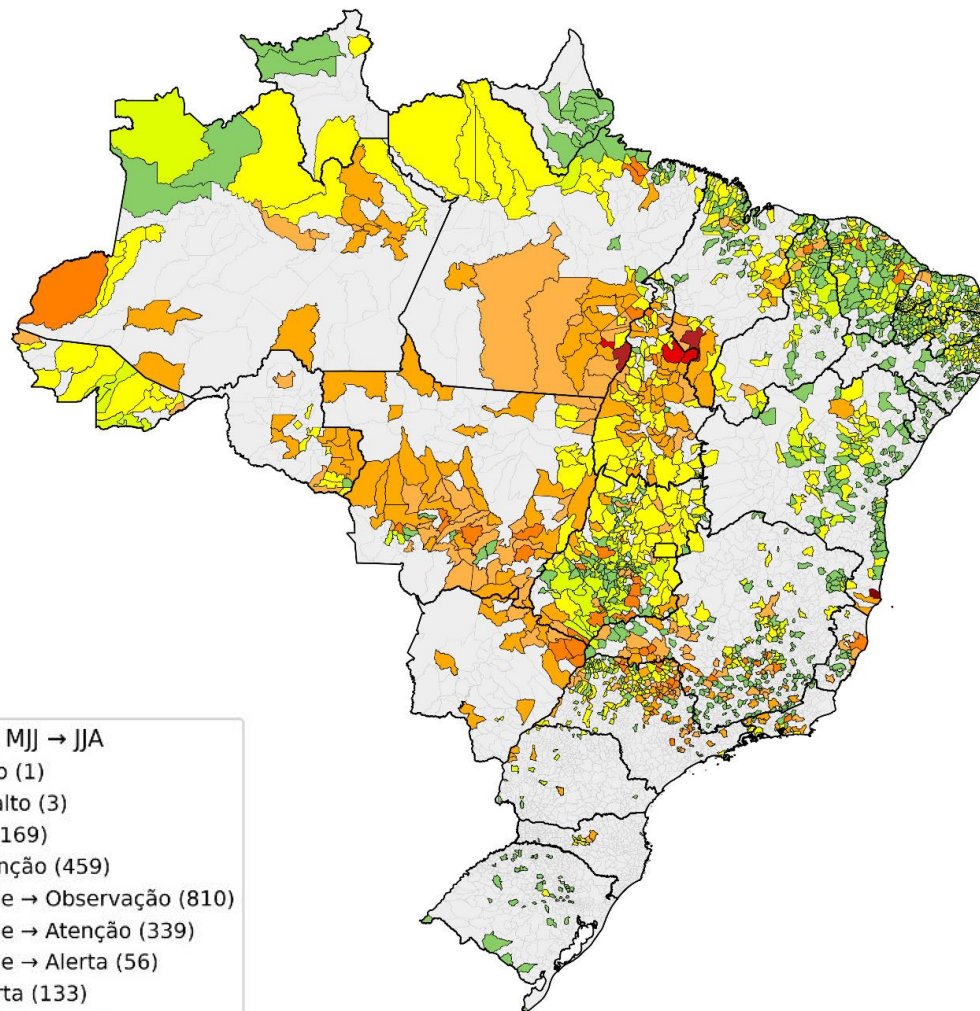 MJJ → JJA
o (1)
alto (3)
169)
nção (459)
e → Observação (810)
e → Atenção (339)
e → Alerta (56)
rta (133)